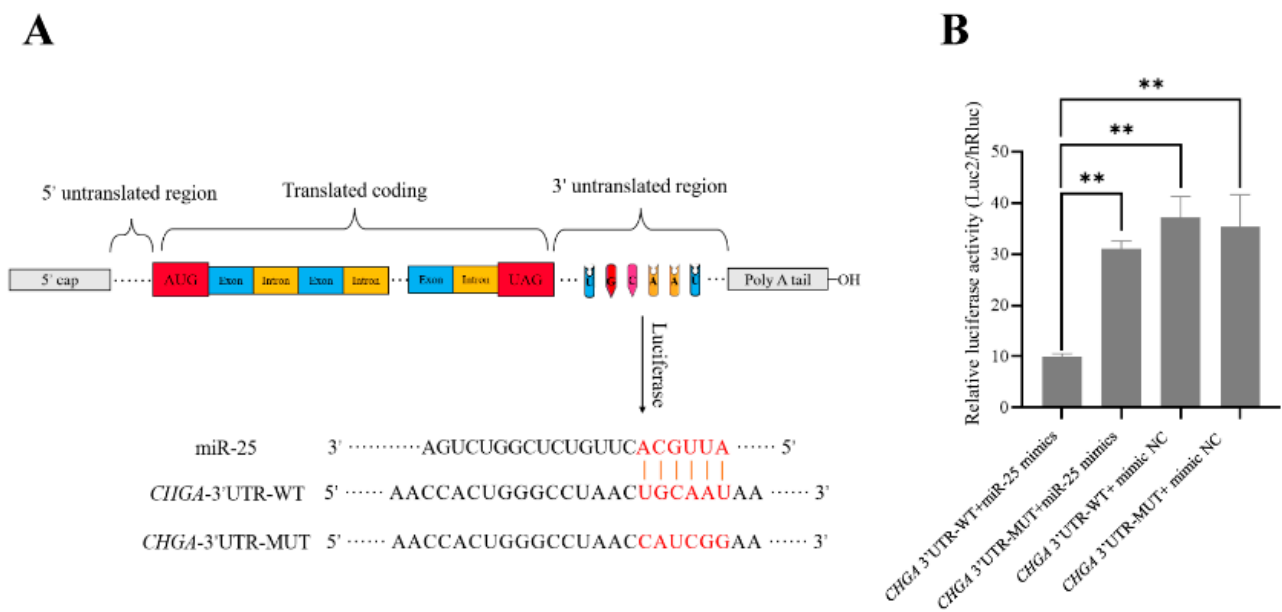 A
5' untranslated region
Translated coding
3' untranslated region
5' cap
AUG
Exon
Intron
Exon
Intron
Exon
Intron
UAG
U
G
C
A
A
U
Poly A tail
OH
Luciferase
miR-25 3' ······ AGUCUGGCUCUGUUCACGUUA ······ 5'
CHGA-3'UTR-WT 5' ······ AACCACUGGGCCUAACUGCAAUAA ······ 3'
CHGA-3'UTR-MUT 5' ······ AACCACUGGGCCUAACCAUCGGAA ······ 3'
B
Relative luciferase activity (Luc2/hRluc)
50
40
30
20
10
0
**
**
**
CHGA 3'UTR-WT+miR-25 mimics
CHGA 3'UTR-MUT+miR-25 mimics
CHGA 3'UTR-WT+ mimic NC
CHGA 3'UTR-MUT+ mimic NC